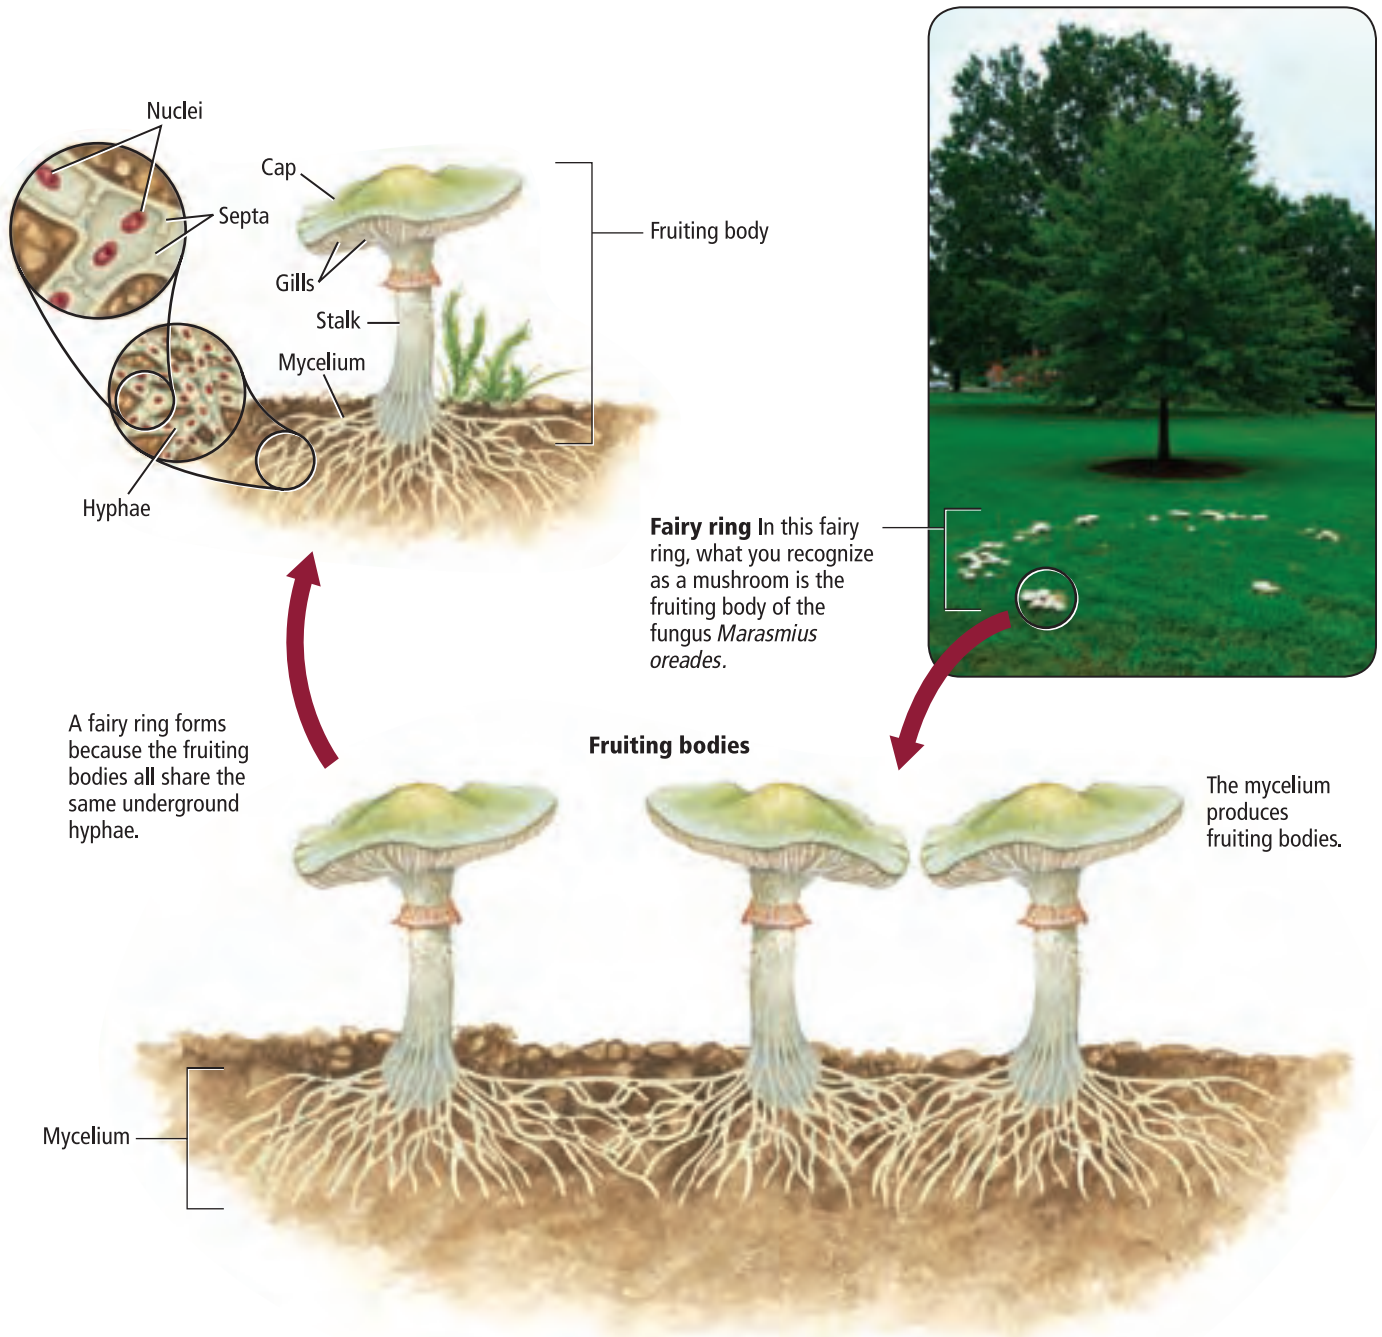 Nuclei
Cap
Septa
Fruiting body
Gills
Stalk
Mycelium
Hyphae
Fairy ring In this fairy
ring, what you recognize
as a mushroom is the
fruiting body of the
fungus Marasmius
oreades.
A fairy ring forms
because the fruiting
bodies all share the
same underground
hyphae.
Fruiting bodies
The mycelium
produces
fruiting bodies.
Mycelium